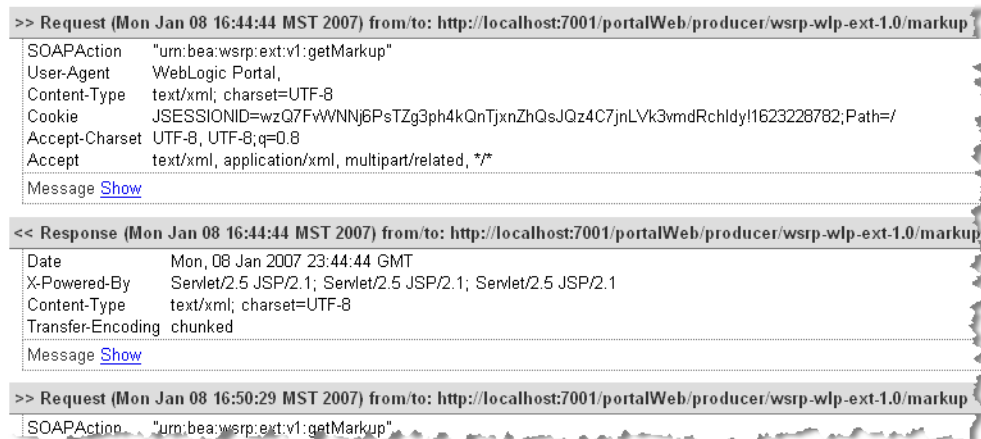 >> Request (Mon Jan 08 16:44:44 MST 2007) from/to: http://localhost:7001/portalWeb/producer/wsrp-wlp-ext-1.0/markup
SOAPAction "urn:bea:wsrp:ext:v1:getMarkup"
User-Agent WebLogic Portal,
Content-Type text/xml; charset=UTF-8
Cookie JSESSIONID=wzQ7FvVVNNj6PsTZg3ph4kQnTjxnZhQsJQz4C7jnLVk3vmdRchldy!1623228782;Path=/
Accept-Charset UTF-8, UTF-8;q=0.8
Accept text/xml, application/xml, multipart/related, */*
Message Show
<< Response (Mon Jan 08 16:44:44 MST 2007) from/to: http://localhost:7001/portalWeb/producer/wsrp-wlp-ext-1.0/markup
Date Mon, 08 Jan 2007 23:44:44 GMT
X-Powered-By Servlet/2.5 JSP/2.1; Servlet/2.5 JSP/2.1; Servlet/2.5 JSP/2.1
Content-Type text/xml; charset=UTF-8
Transfer-Encoding chunked
Message Show
>> Request (Mon Jan 08 16:50:29 MST 2007) from/to: http://localhost:7001/portalWeb/producer/wsrp-wlp-ext-1.0/markup
SOAPAction "urn:bea:wsrp:ext:v1:getMarkup"